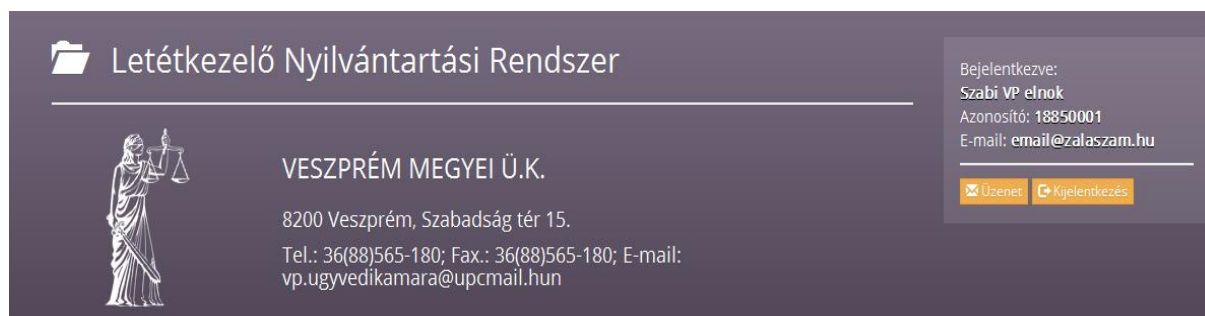 Letétkezelő Nyilvántartási Rendszer
VESZPRÉM MEGYEI Ü.K.
8200 Veszprém, Szabadság tér 15.
Tel.: 36(88)565-180; Fax.: 36(88)565-180; E-mail:
vp.ugyvedikamara@upcmail.hun
Bejelentkezve:
Szabi VP elnok
Azonosító: 18850001
E-mail: email@zalaszam.hu
Üzenet Kijelentkezés